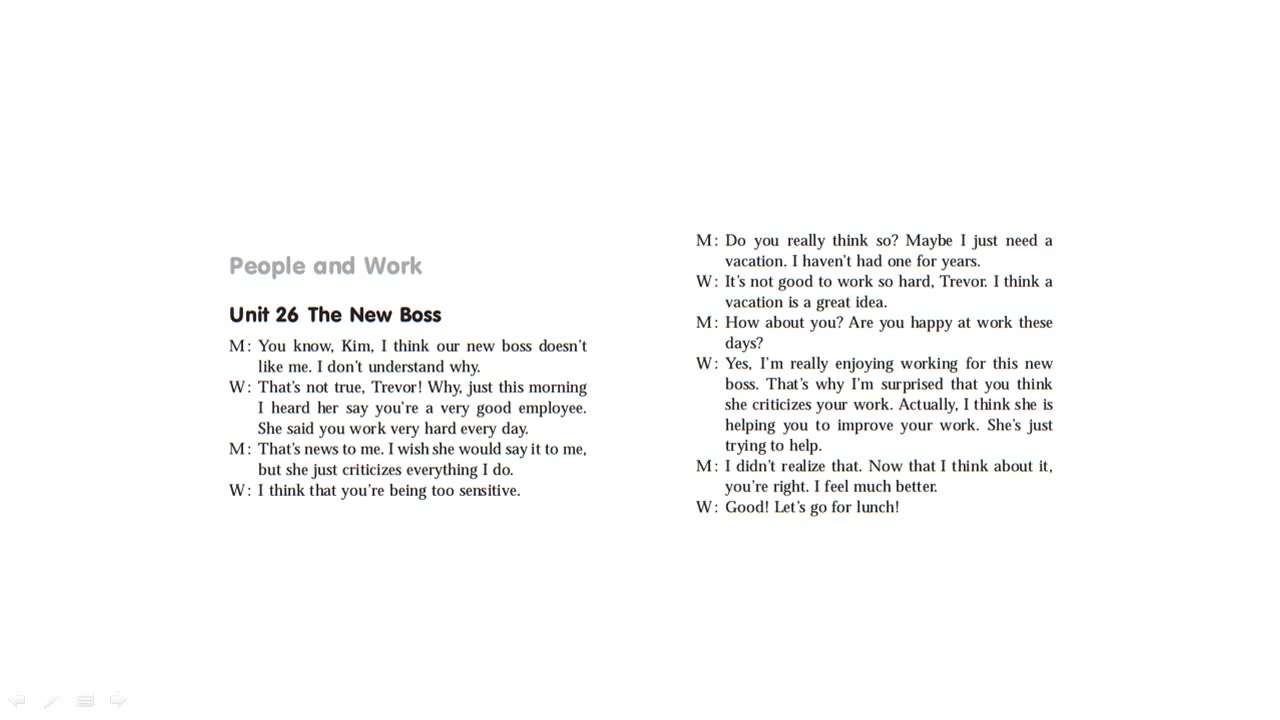 People and Work
Unit 26 The New Boss
M: You know, Kim, I think our new boss doesn't
like me. I don't understand why.
W: That's not true, Trevor! Why, just this morning
I heard her say you're a very good employee.
She said you work very hard every day.
M: That's news to me. I wish she would say it to me,
but she just criticizes everything I do.
W: I think that you're being too sensitive.
M: Do you really think so? Maybe I just need a
vacation. I haven't had one for years.
W: It's not good to work so hard, Trevor. I think a
vacation is a great idea.
M: How about you? Are you happy at work these
days?
W: Yes, I'm really enjoying working for this new
boss. That's why I'm surprised that you think
she criticizes your work. Actually, I think she is
helping you to improve your work. She's just
trying to help.
M: I didn't realize that. Now that I think about it,
you're right. I feel much better.
W: Good! Let's go for lunch!